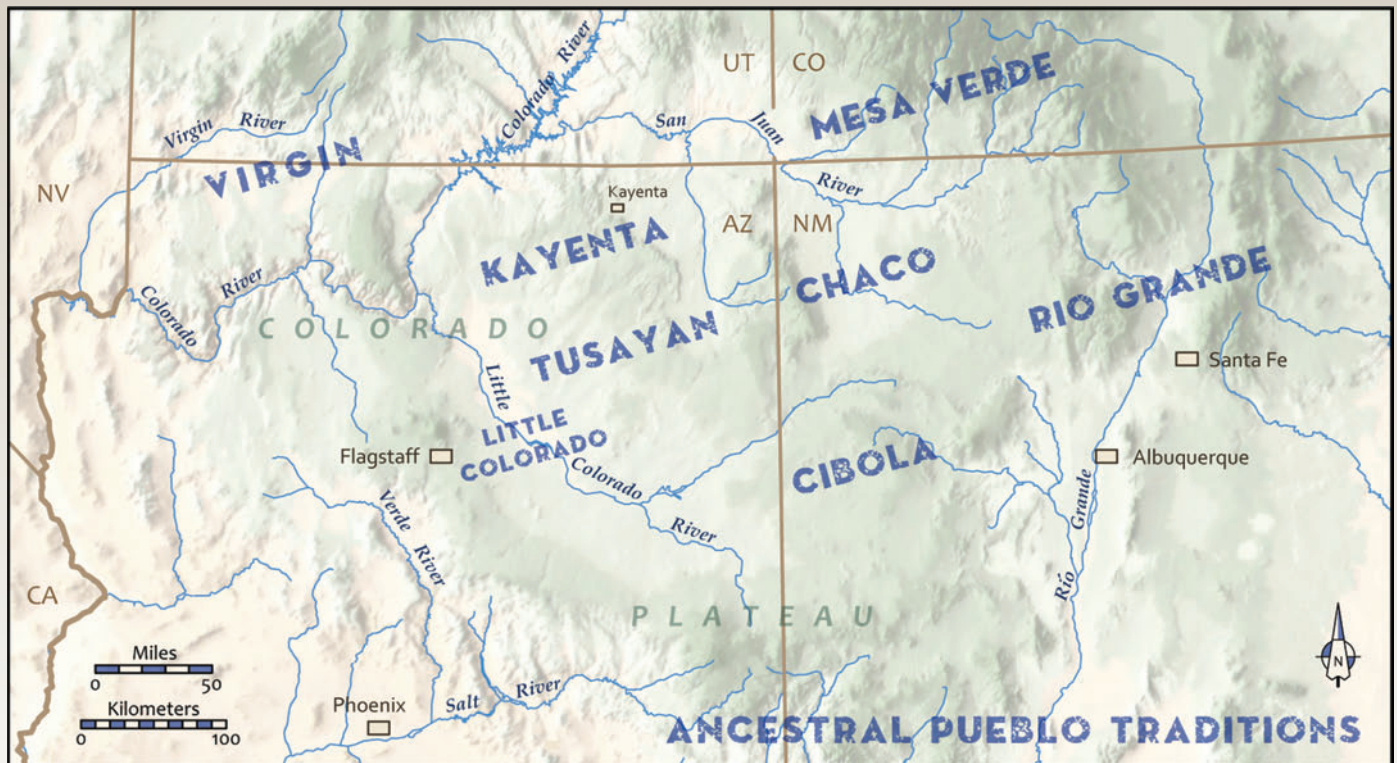 UT
CO
MESA VERDE
Colorado River
Virgin River
San Juan River
VIRGIN
NV
Kayenta
KAYENTA
AZ
NM
CHACO
RIO GRANDE
Colorado River
COLORADO
TUSAYAN
Santa Fe
Little Colorado River
LITTLE
COLORADO
Flagstaff
CIBOLA
Albuquerque
Verde River
Río Grande
CA
PLATEAU
Miles
0 50
Kilometers
0 100
Phoenix
Salt River
N
ANCESTRAL PUEBLO TRADITIONS